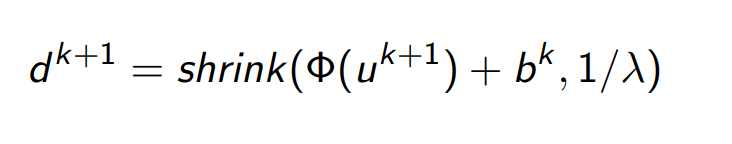 d^{k+1} = shrink(Φ(u^{k+1}) + b^k, 1/λ)